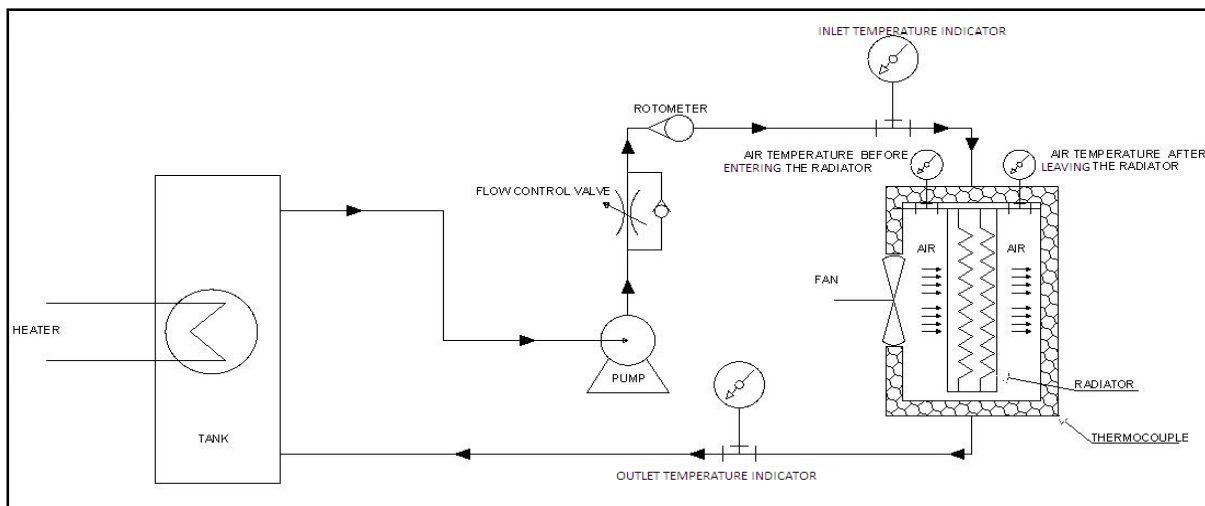 INLET TEMPERATURE INDICATOR
ROTOMETER
AIR TEMPERATURE BEFORE
ENTERING THE RADIATOR
AIR TEMPERATURE AFTER
LEAVING THE RADIATOR
FLOW CONTROL VALVE
AIR
AIR
FAN
HEATER
PUMP
RADIATOR
TANK
THERMOCOUPLE
OUTLET TEMPERATURE INDICATOR